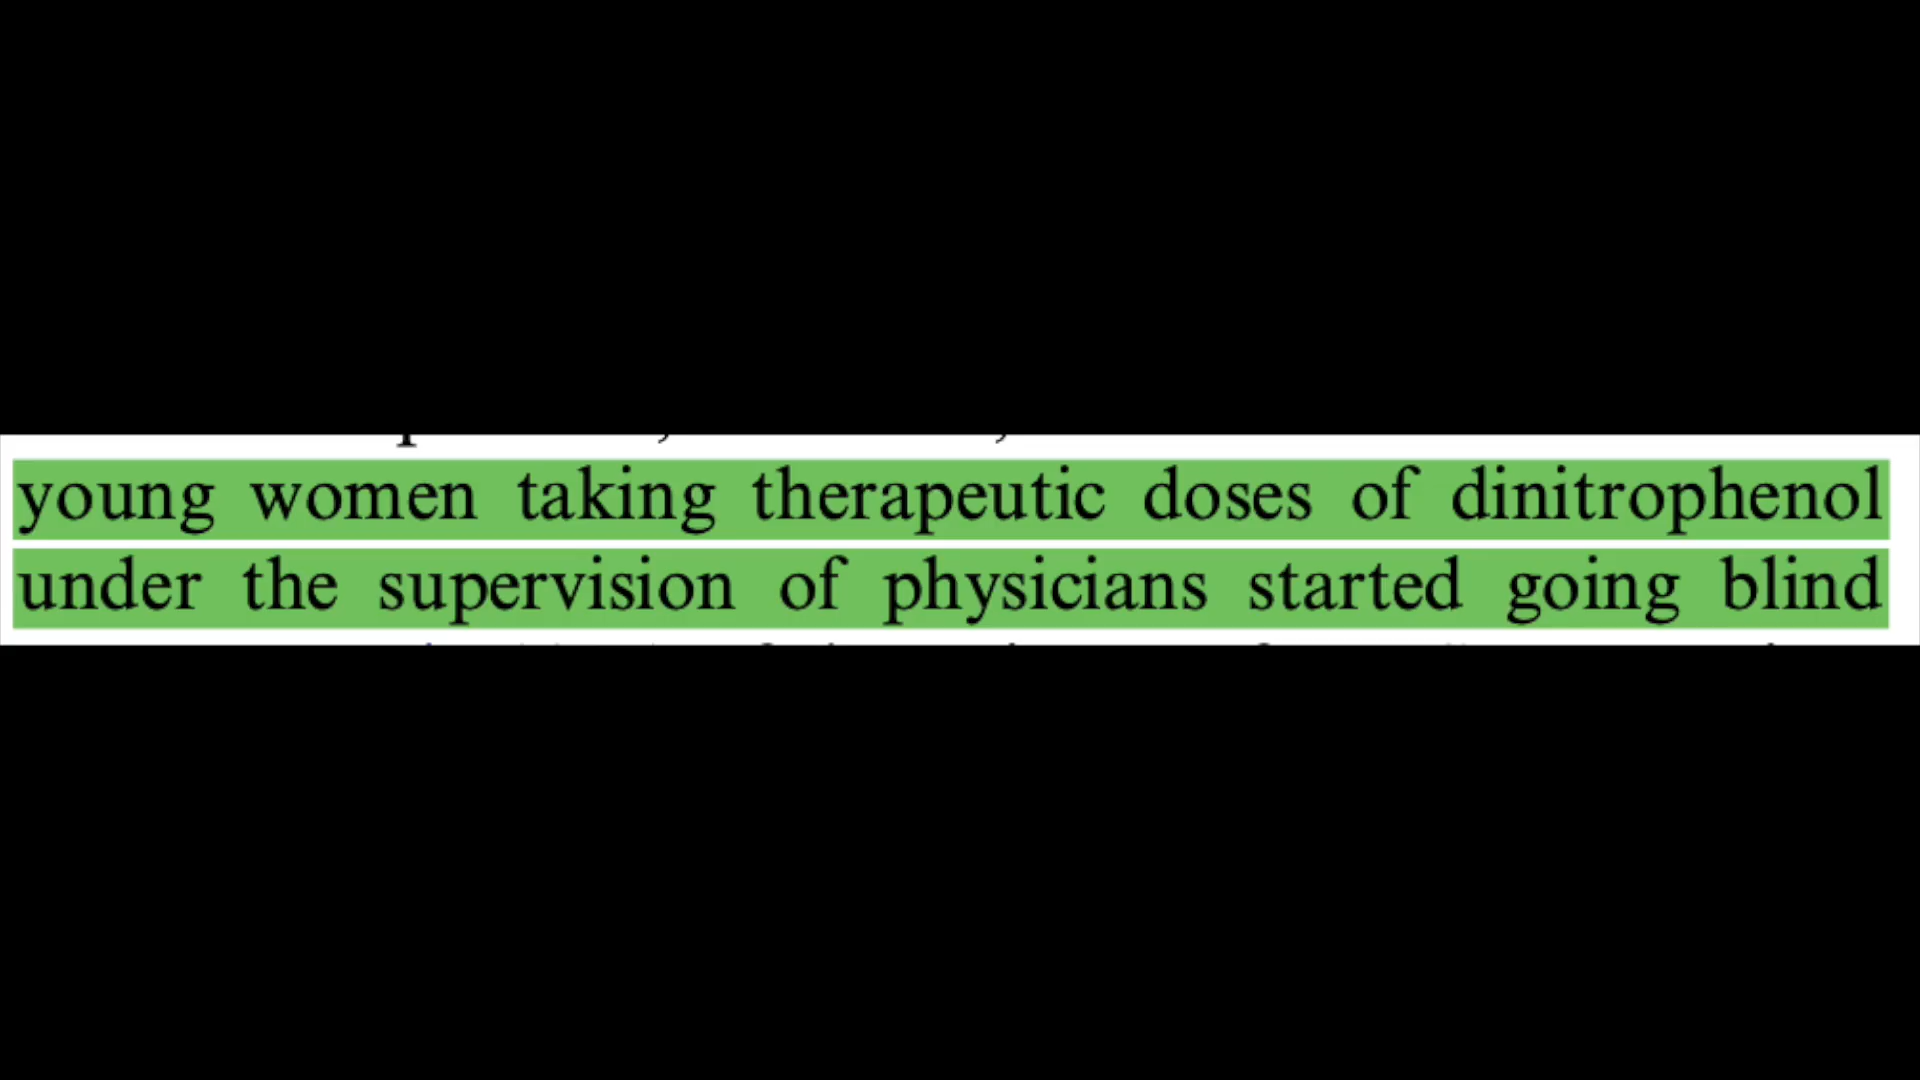 young women taking therapeutic doses of dinitrophenol
under the supervision of physicians started going blind